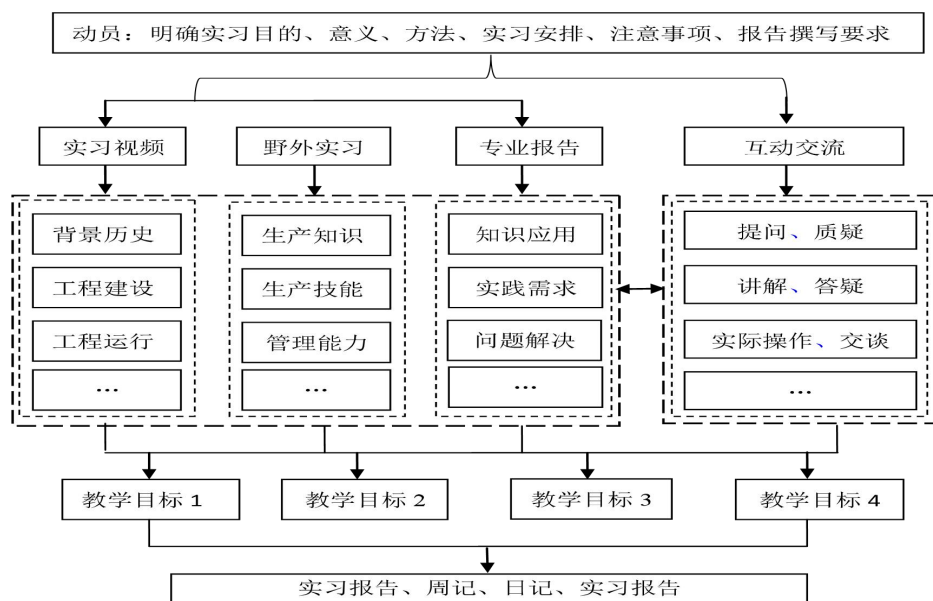 动员：明确实习目的、意义、方法、实习安排、注意事项、报告撰写要求
实习视频
野外实习
专业报告
互动交流
背景历史
工程建设
工程运行
…
生产知识
生产技能
管理能力
…
知识应用
实践需求
问题解决
…
提问、质疑
讲解、答疑
实际操作、交谈
…
教学目标 1
教学目标 2
教学目标 3
教学目标 4
实习报告、周记、日记、实习报告